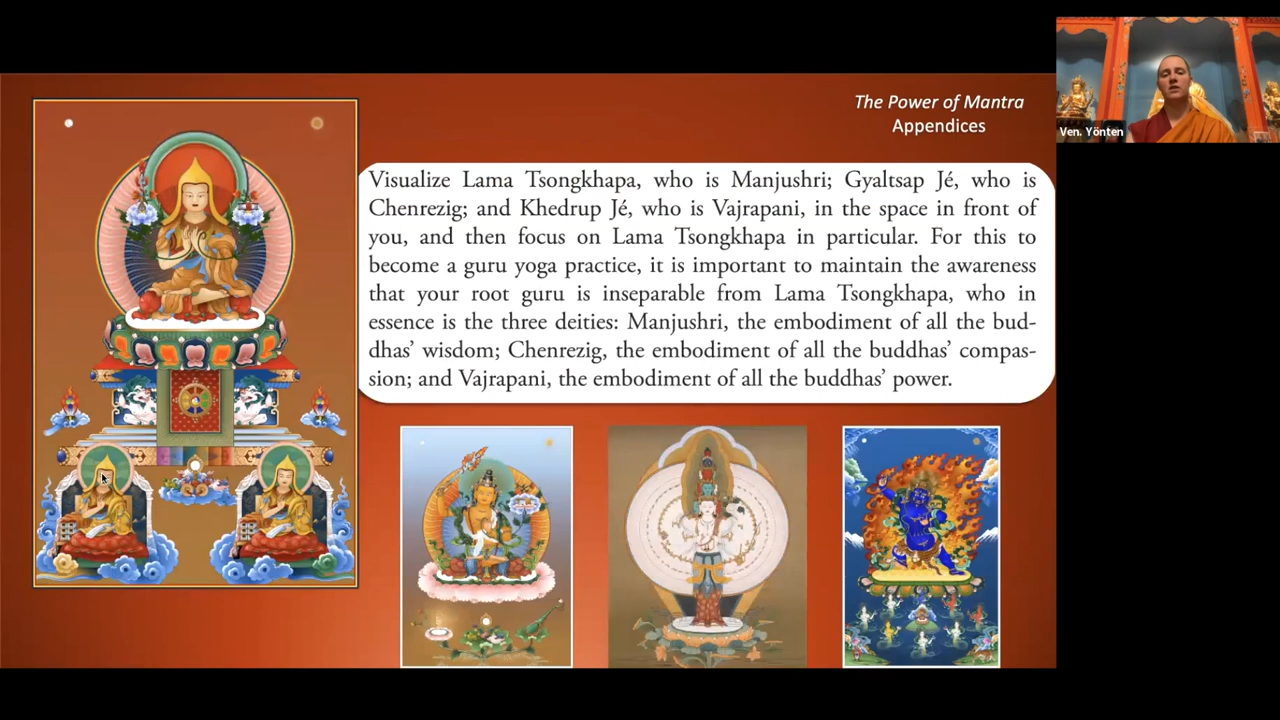 The Power of Mantra
Appendices
Ven. Yönten
Visualize Lama Tsongkhapa, who is Manjushri; Gyaltsap Jé, who is
Chenrezig; and Khedrup Jé, who is Vajrapani, in the space in front of
you, and then focus on Lama Tsongkhapa in particular. For this to
become a guru yoga practice, it is important to maintain the awareness
that your root guru is inseparable from Lama Tsongkhapa, who in
essence is the three deities: Manjushri, the embodiment of all the bud-
dhas’ wisdom; Chenrezig, the embodiment of all the buddhas’ compas-
sion; and Vajrapani, the embodiment of all the buddhas’ power.